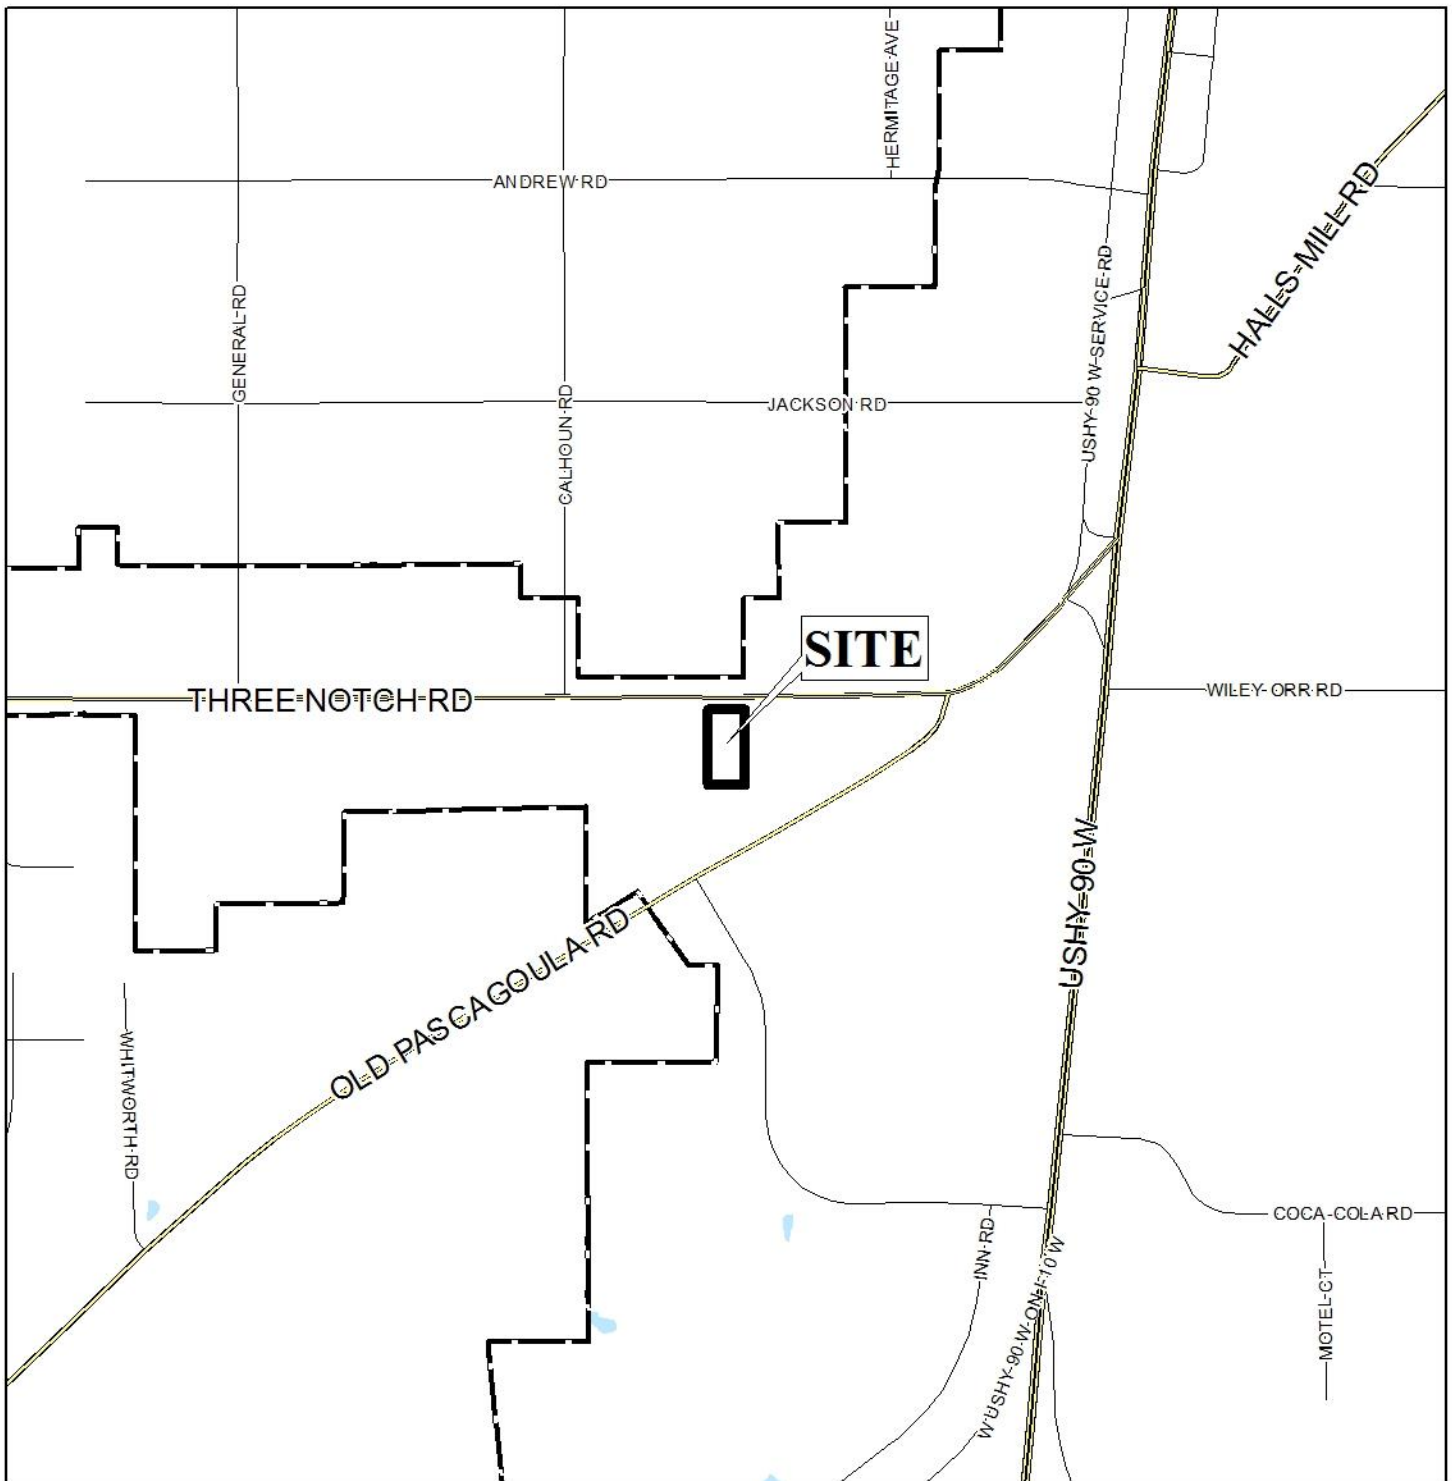 HERMITAGE AVE
ANDREW RD
HALLS MILL RD
USHY 90 W SERVICE RD
GENERAL RD
CALHOUN RD
JACKSON RD
SITE
THREE NOTCH RD
WILEY ORR RD
USHY 90 W
OLD PASCAGOULA RD
WHITWORTH RD
COCA COLA RD
INN RD
W USHY 90 W ON I 10 W
MOTEL CT